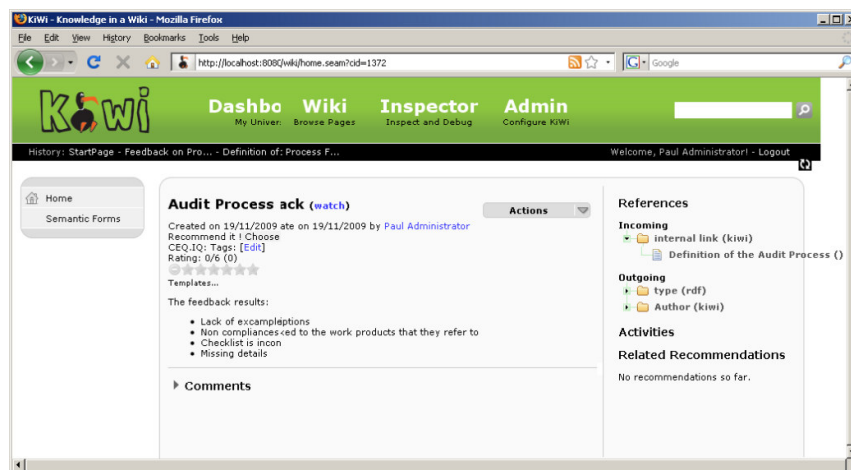 KiWi - Knowledge in a Wiki - Mozilla Firefox
File Edit View History Bookmarks Tools Help
http://localhost:8080/wiki/home.seam?cid=1372
Google
KiWi
Dashbo Wiki Inspector Admin
My Univer: Browse Pages Inspect and Debug Configure KiWi
History: StartPage - Feedback on Pro... - Definition of: Process F...
Welcome, Paul Administrator! - Logout
Home
Semantic Forms
Audit Process ack (watch)
Actions
Created on 19/11/2009 ate on 19/11/2009 by Paul Administrator
Recommend it ! Choose
CEQ.IQ: Tags: [Edit]
Rating: 0/6 (0)
Templates...
The feedback results:
Lack of excampleiptions
Non compliances<ed to the work products that they refer to
Checklist is incon
Missing details
Comments
References
Incoming
internal link (kiwi)
Definition of the Audit Process ()
Outgoing
type (rdf)
Author (kiwi)
Activities
Related Recommendations
No recommendations so far.